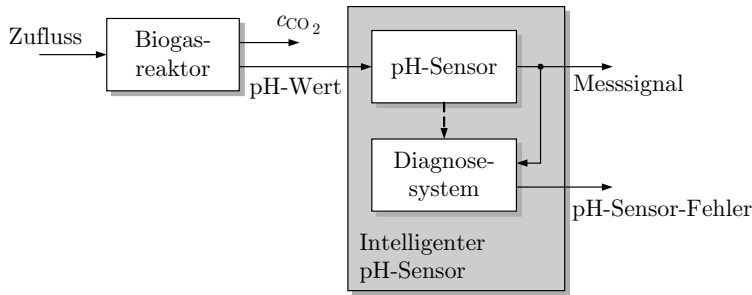 Zufluss
Biogas-
reaktor
c_CO₂
pH-Wert
pH-Sensor
Messsignal
Diagnose-
system
pH-Sensor-Fehler
Intelligenter
pH-Sensor